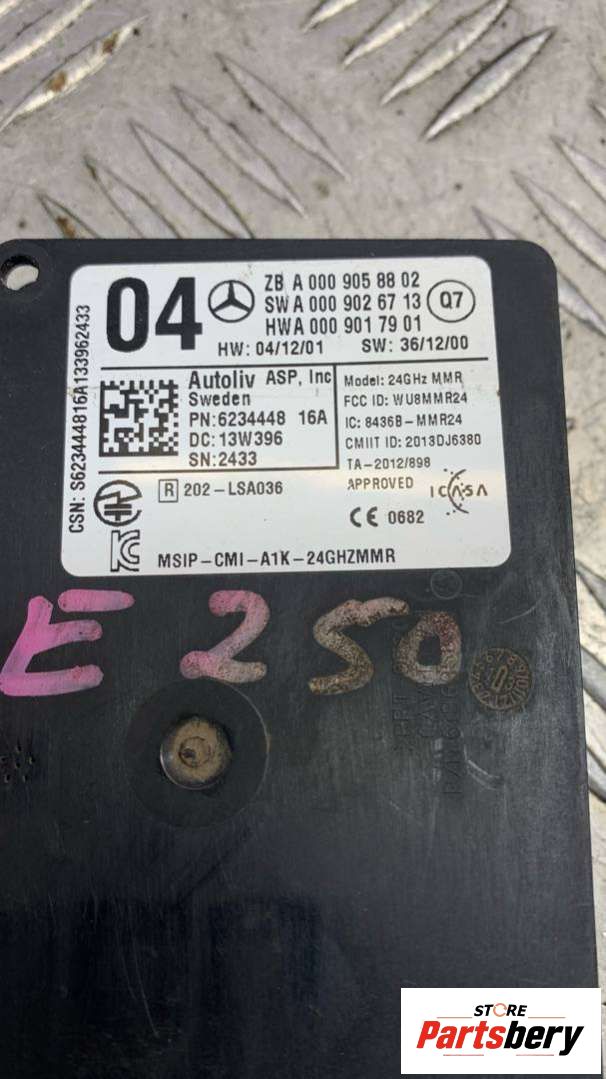 04
ZB A 000 905 88 02
SW A 000 902 67 13
HW A 000 901 79 01
Q7
HW: 04/12/01 SW: 36/12/00
Autoliv ASP, Inc
Sweden
PN:6234448 16A
DC:13W396
SN:2433
Model: 24GHz MMR
FCC ID: WU8MMR24
IC: 8436B-MMR24
CMIIT ID: 2013DJ6380
TA-2012/898
APPROVED
ICASA
R 202-LSA036
CE 0682
MSIP-CMI-A1K-24GHZMMR
CSN: S6234444816A133962433
E 250
STORE
Partsbery